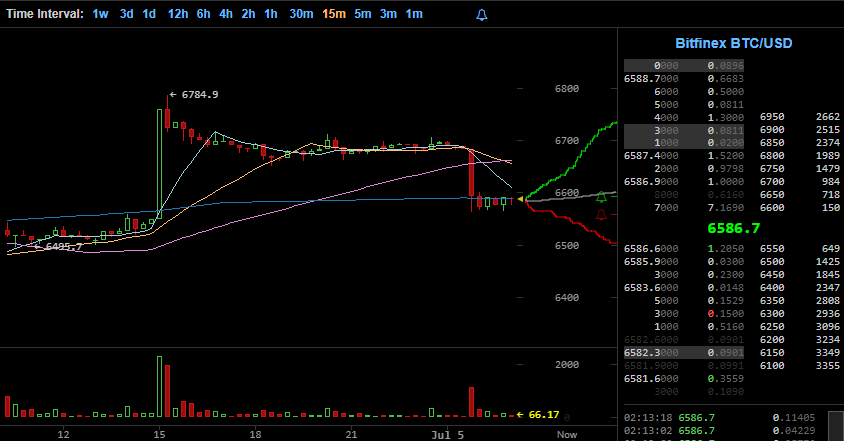 Time Interval: 1w 3d 1d 12h 6h 4h 2h 1h 30m 15m 5m 3m 1m
Bitfinex BTC/USD
0000 0.0896
6588.7000 0.6683
6000 0.5000
5000 0.0811
4000 1.3000 6950 2662
3000 0.0811 6900 2515
1000 0.0200 6850 2374
6587.4000 1.5200 6800 1989
2000 0.9798 6750 1479
6586.9000 1.0000 6700 984
8000 0.6160 6650 718
7000 7.1690 6600 150
6586.7
6586.6000 1.2050 6550 649
6585.9000 0.0300 6500 1425
3000 0.2300 6450 1845
6583.6000 0.0148 6400 2347
5000 0.1529 6350 2808
3000 0.1500 6300 2936
1000 0.5160 6250 3096
6582.6000 0.0901 6200 3234
6582.3000 0.0901 6150 3349
6581.9000 0.0991 6100 3355
6581.6000 0.3559
3000 0.1090
02:13:18 6586.7 0.11405
02:13:02 6586.7 0.04229
← 6784.9
← 6495.7
6800
6700
6600
6500
6400
2000
← 66.17 0
12 15 18 21 Jul 5 Now